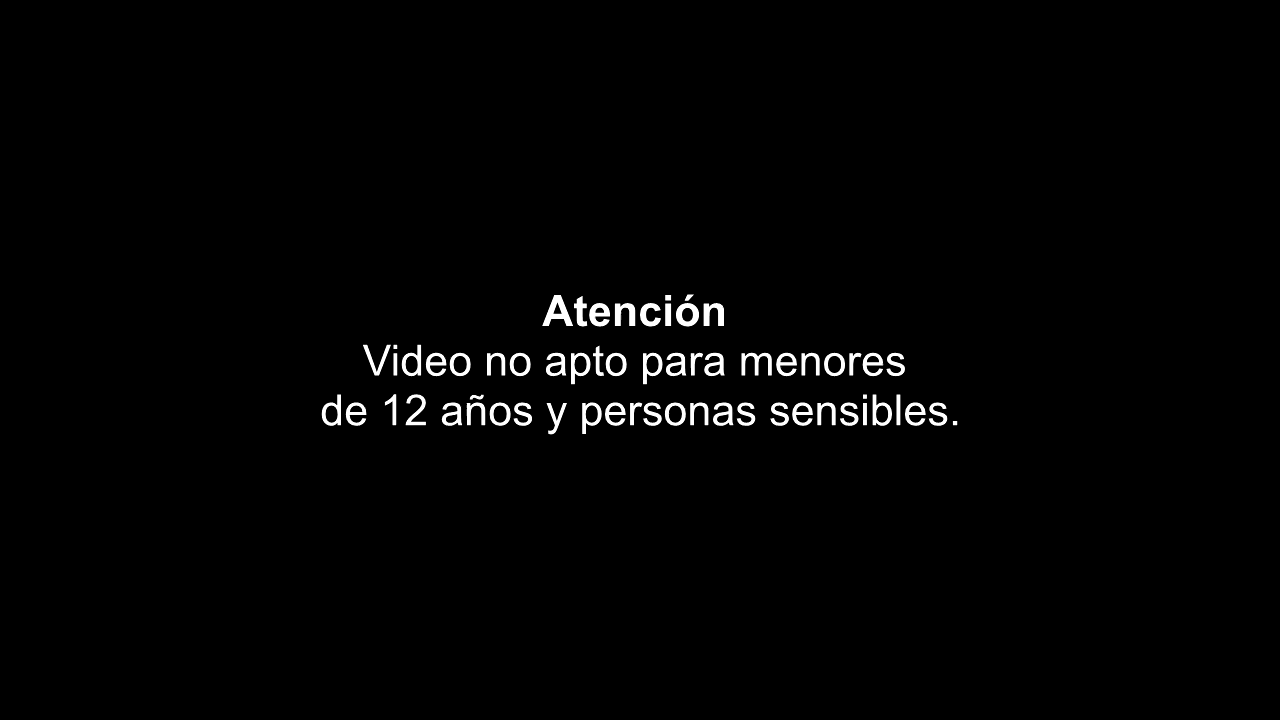 Atención
Video no apto para menores
de 12 años y personas sensibles.